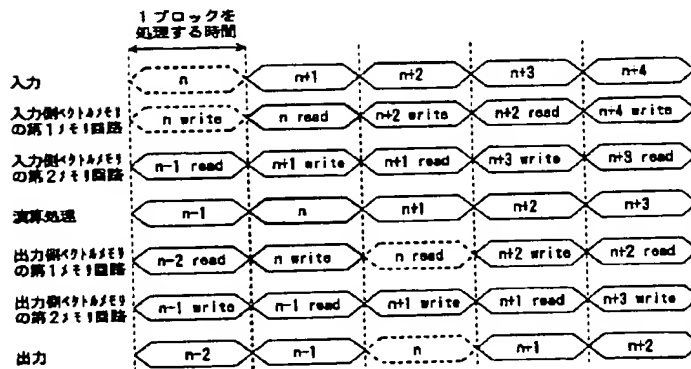 1ブロックを
処理する時間
入力 n n+1 n+2 n+3 n+4
入力側ベクトルメモリ
の第1メモリ回路 n write n read n+2 write n+2 read n+4 write
入力側ベクトルメモリ
の第2メモリ回路 n-1 read n+1 write n+1 read n+3 write n+3 read
演算処理 n-1 n n+1 n+2 n+3
出力側ベクトルメモリ
の第1メモリ回路 n-2 read n write n read n+2 write n+2 read
出力側ベクトルメモリ
の第2メモリ回路 n-1 write n-1 read n+1 write n+1 read n+3 write
出力 n-2 n-1 n n+1 n+2